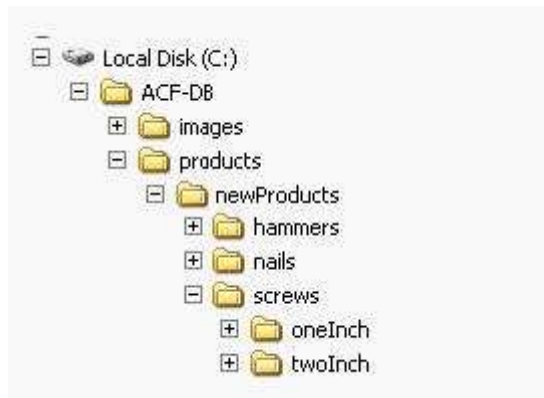 Local Disk (C:)
ACF-DB
images
products
newProducts
hammers
nails
screws
oneInch
twoInch